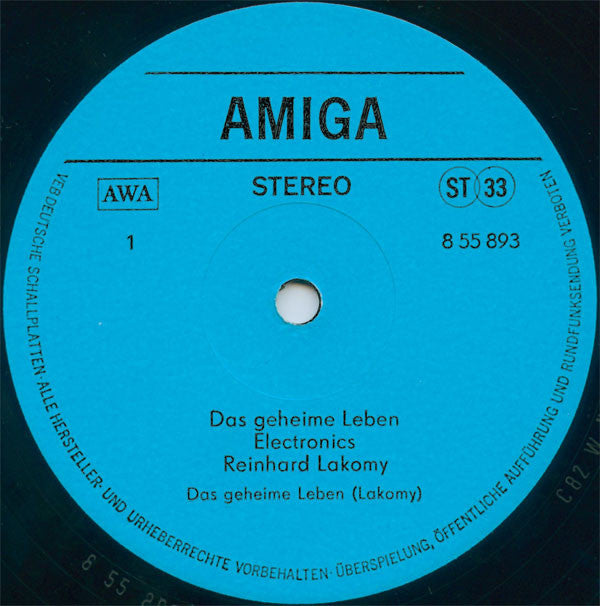 AMIGA
AWA
STEREO
ST 33
1
8 55 893
Das geheime Leben
Electronics
Reinhard Lakomy
Das geheime Leben (Lakomy)
VEB DEUTSCHE SCHALLPLATTEN · ALLE HERSTELLER- UND URHEBERRECHTE VORBEHALTEN · ÜBERSPIELUNG, ÖFFENTLICHE AUFFÜHRUNG UND RUNDFUNKSENDUNG VERBOTEN